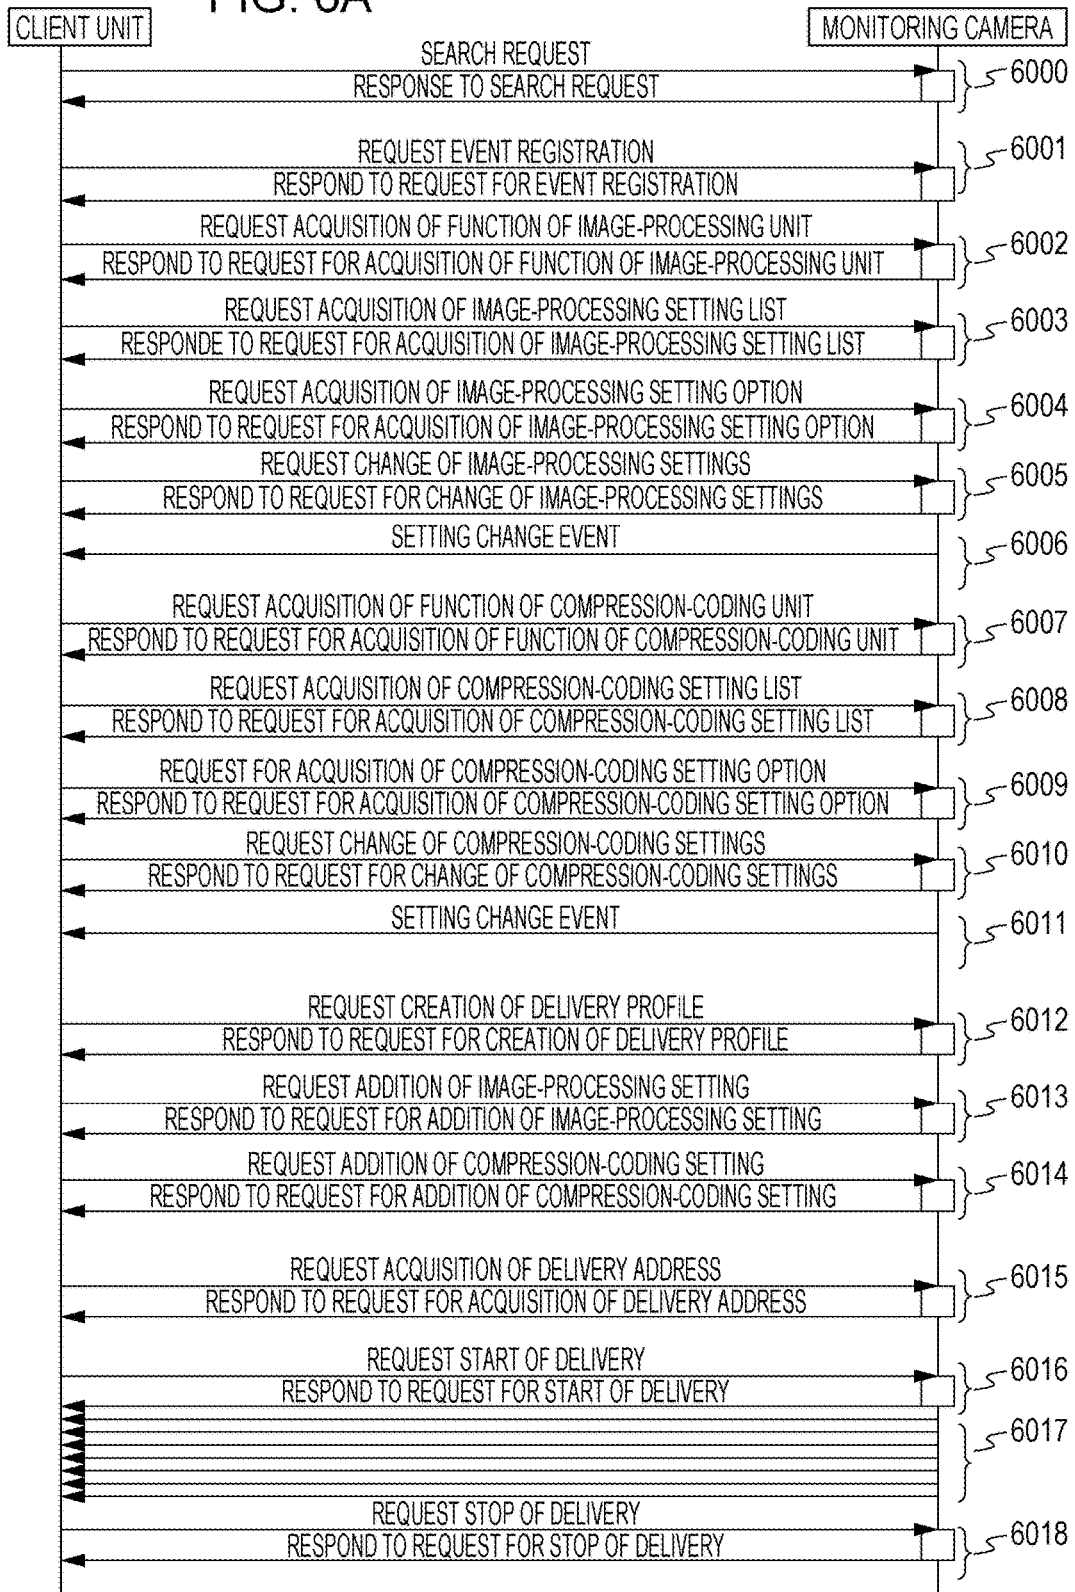 FIG. 6A
CLIENT UNIT
MONITORING CAMERA
SEARCH REQUEST
RESPONSE TO SEARCH REQUEST
6000
REQUEST EVENT REGISTRATION
RESPOND TO REQUEST FOR EVENT REGISTRATION
6001
REQUEST ACQUISITION OF FUNCTION OF IMAGE-PROCESSING UNIT
RESPOND TO REQUEST FOR ACQUISITION OF FUNCTION OF IMAGE-PROCESSING UNIT
6002
REQUEST ACQUISITION OF IMAGE-PROCESSING SETTING LIST
RESPONDE TO REQUEST FOR ACQUISITION OF IMAGE-PROCESSING SETTING LIST
6003
REQUEST ACQUISITION OF IMAGE-PROCESSING SETTING OPTION
RESPOND TO REQUEST FOR ACQUISITION OF IMAGE-PROCESSING SETTING OPTION
6004
REQUEST CHANGE OF IMAGE-PROCESSING SETTINGS
RESPOND TO REQUEST FOR CHANGE OF IMAGE-PROCESSING SETTINGS
6005
SETTING CHANGE EVENT
6006
REQUEST ACQUISITION OF FUNCTION OF COMPRESSION-CODING UNIT
RESPOND TO REQUEST FOR ACQUISITION OF FUNCTION OF COMPRESSION-CODING UNIT
6007
REQUEST ACQUISITION OF COMPRESSION-CODING SETTING LIST
RESPOND TO REQUEST FOR ACQUISITION OF COMPRESSION-CODING SETTING LIST
6008
REQUEST FOR ACQUISITION OF COMPRESSION-CODING SETTING OPTION
RESPOND TO REQUEST FOR ACQUISITION OF COMPRESSION-CODING SETTING OPTION
6009
REQUEST CHANGE OF COMPRESSION-CODING SETTINGS
RESPOND TO REQUEST FOR CHANGE OF COMPRESSION-CODING SETTINGS
6010
SETTING CHANGE EVENT
6011
REQUEST CREATION OF DELIVERY PROFILE
RESPOND TO REQUEST FOR CREATION OF DELIVERY PROFILE
6012
REQUEST ADDITION OF IMAGE-PROCESSING SETTING
RESPOND TO REQUEST FOR ADDITION OF IMAGE-PROCESSING SETTING
6013
REQUEST ADDITION OF COMPRESSION-CODING SETTING
RESPOND TO REQUEST FOR ADDITION OF COMPRESSION-CODING SETTING
6014
REQUEST ACQUISITION OF DELIVERY ADDRESS
RESPOND TO REQUEST FOR ACQUISITION OF DELIVERY ADDRESS
6015
REQUEST START OF DELIVERY
RESPOND TO REQUEST FOR START OF DELIVERY
6016
6017
REQUEST STOP OF DELIVERY
RESPOND TO REQUEST FOR STOP OF DELIVERY
6018